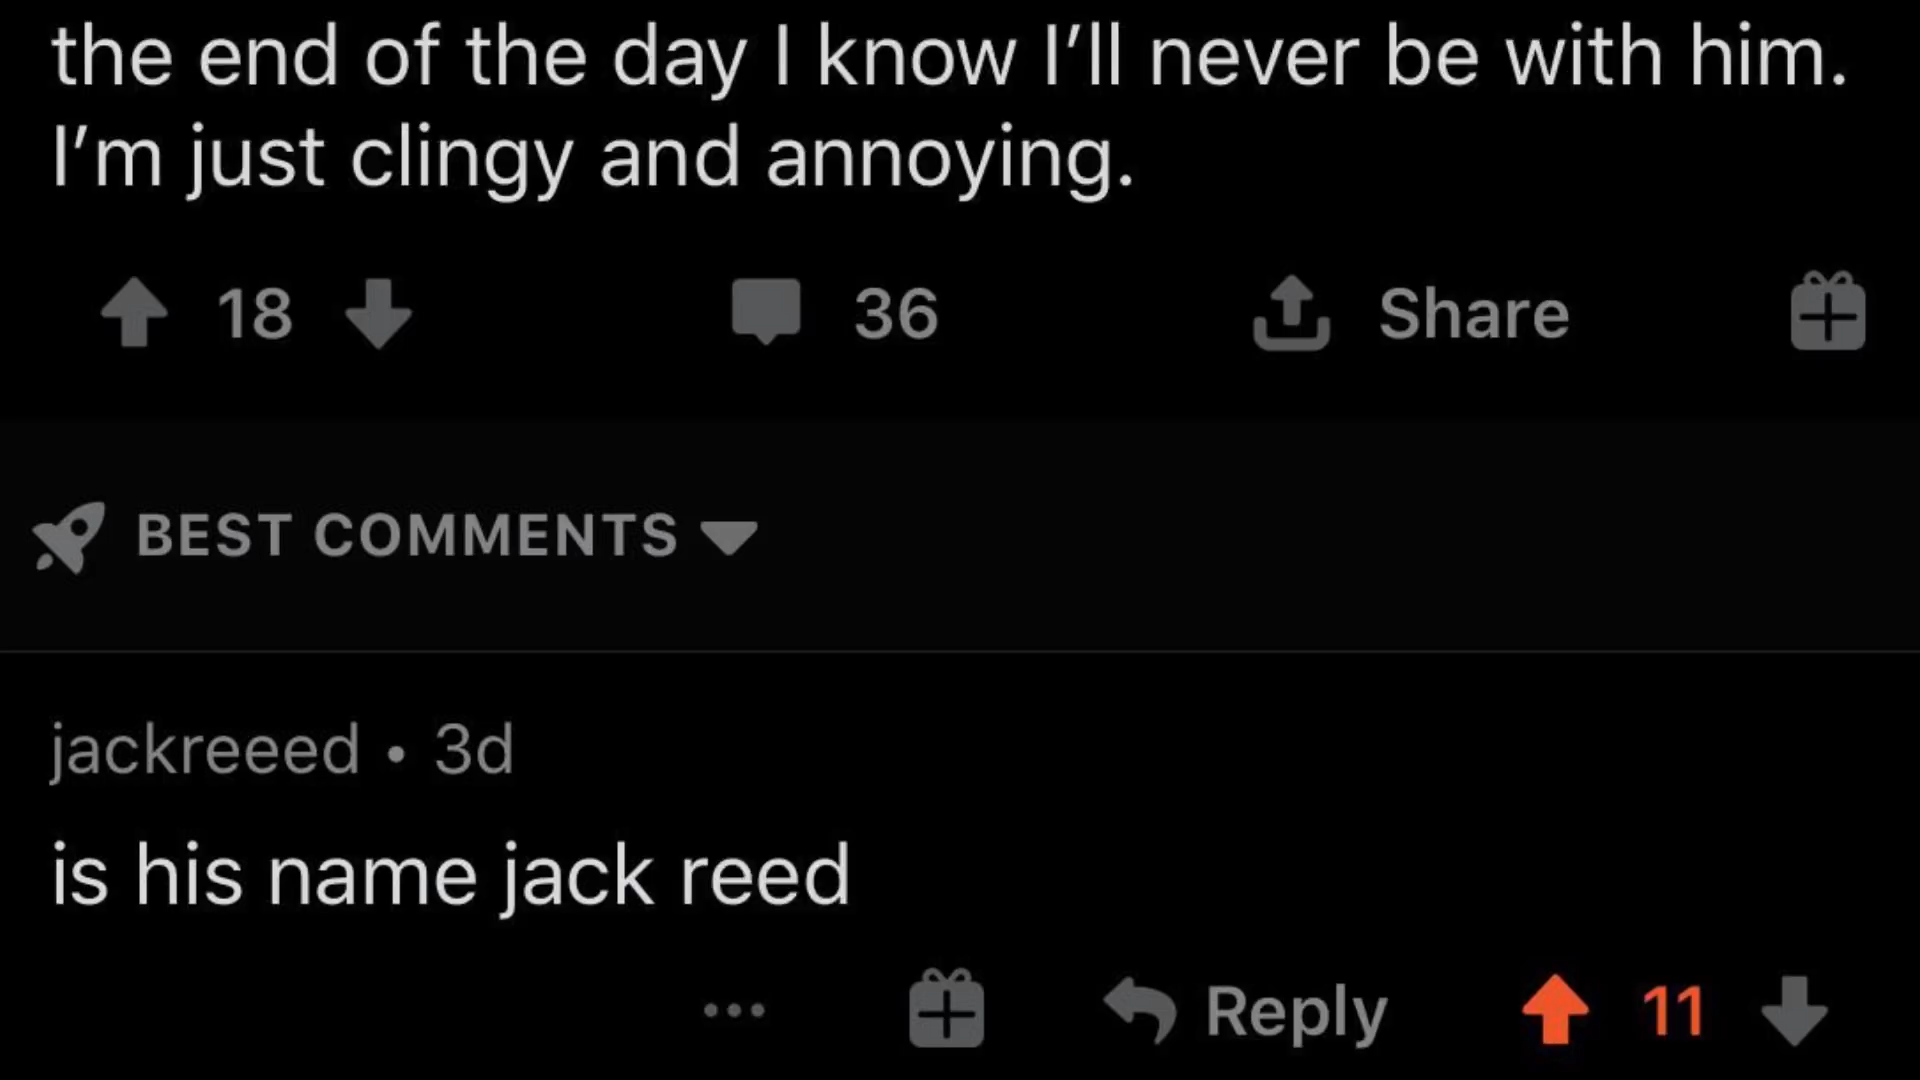 the end of the day I know I’ll never be with him.
I’m just clingy and annoying.
18 36 Share
BEST COMMENTS
jackreeed • 3d
is his name jack reed
Reply 11